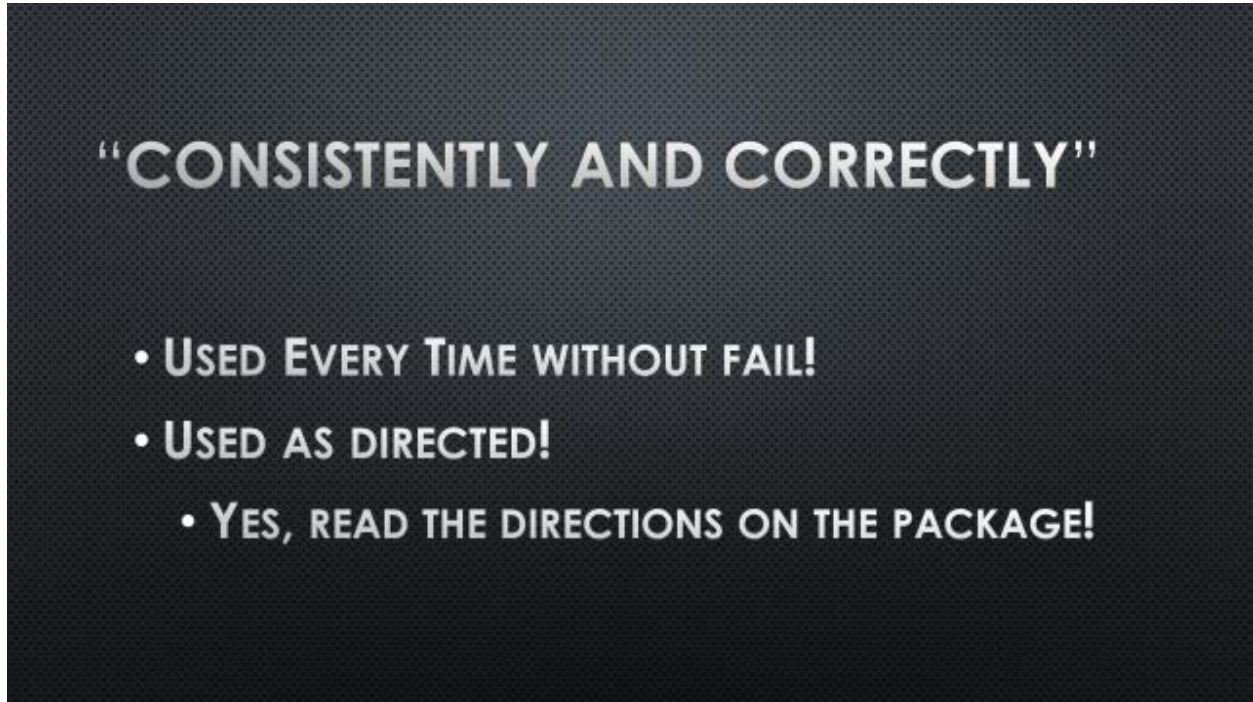 “CONSISTENTLY AND CORRECTLY”
• USED EVERY TIME WITHOUT FAIL!
• USED AS DIRECTED!
• YES, READ THE DIRECTIONS ON THE PACKAGE!